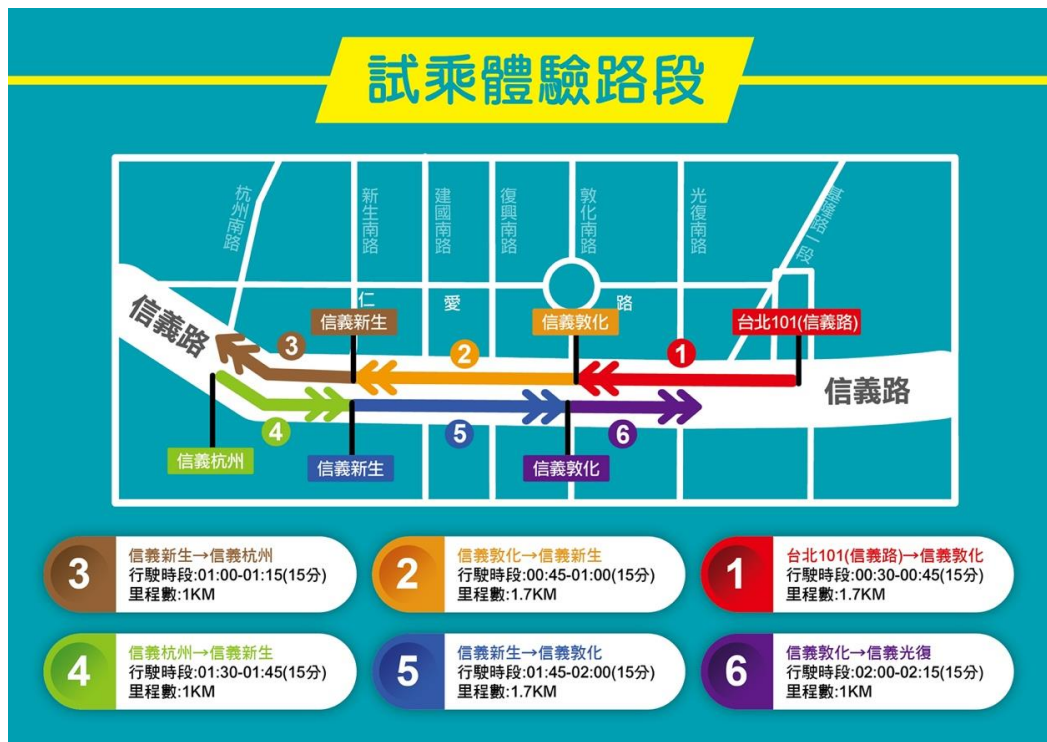 試乘體驗路段
杭州南路
新生南路
建國南路
復興南路
敦化南路
光復南路
基隆路一段
仁愛路
信義路
信義新生
信義敦化
台北101(信義路)
3
2
1
信義路
4
5
6
信義杭州
信義新生
信義敦化
3
信義新生→信義杭州
行駛時段:01:00-01:15(15分)
里程數:1KM
2
信義敦化→信義新生
行駛時段:00:45-01:00(15分)
里程數:1.7KM
1
台北101(信義路)→信義敦化
行駛時段:00:30-00:45(15分)
里程數:1.7KM
4
信義杭州→信義新生
行駛時段:01:30-01:45(15分)
里程數:1KM
5
信義新生→信義敦化
行駛時段:01:45-02:00(15分)
里程數:1.7KM
6
信義敦化→信義光復
行駛時段:02:00-02:15(15分)
里程數:1KM